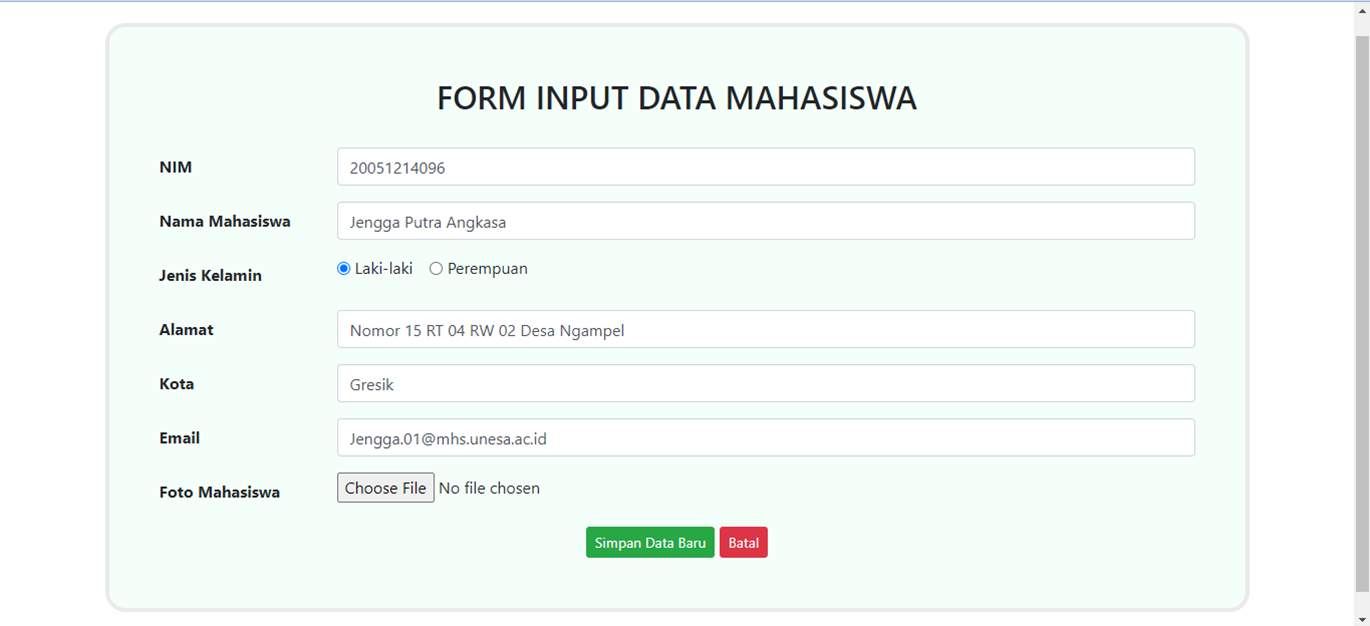 FORM INPUT DATA MAHASISWA
NIM 20051214096
Nama Mahasiswa Jengga Putra Angkasa
Jenis Kelamin Laki-laki Perempuan
Alamat Nomor 15 RT 04 RW 02 Desa Ngampel
Kota Gresik
Email Jengga.01@mhs.unesa.ac.id
Foto Mahasiswa Choose File No file chosen
Simpan Data Baru Batal